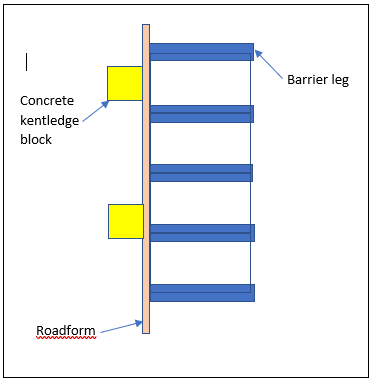 Barrier leg
Concrete
kentledge
block
Roadform